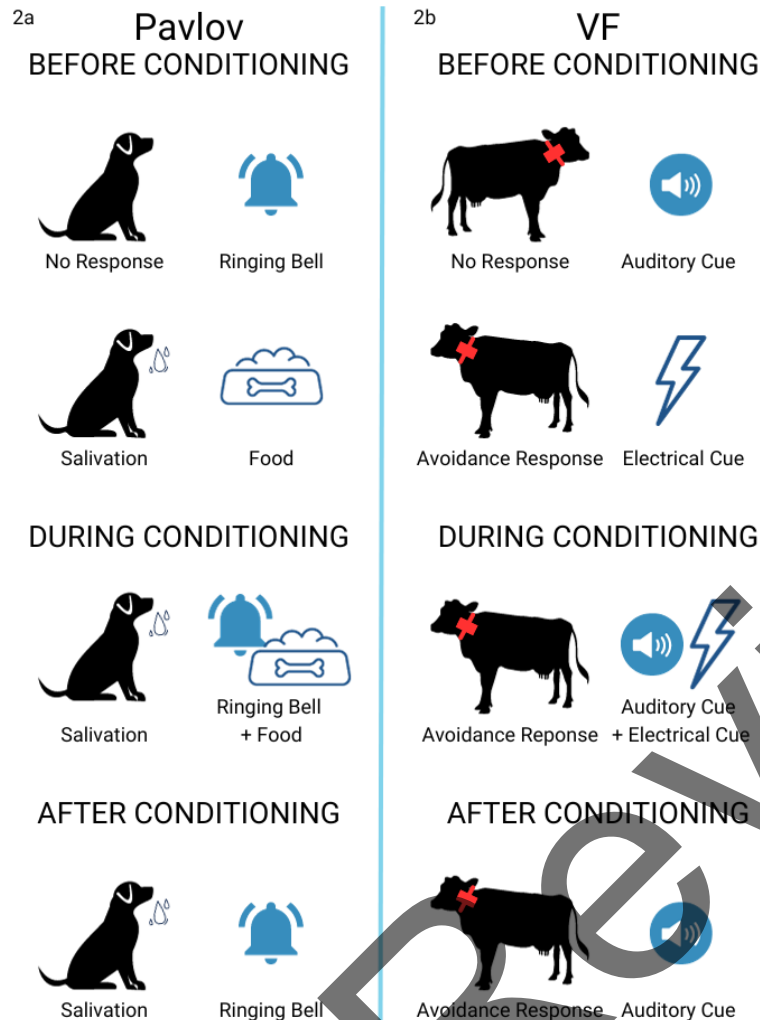 2a
Pavlov
BEFORE CONDITIONING
No Response
Ringing Bell
Salivation
Food
DURING CONDITIONING
Salivation
Ringing Bell
+ Food
AFTER CONDITIONING
Salivation
Ringing Bell
2b
VF
BEFORE CONDITIONING
No Response
Auditory Cue
Avoidance Response
Electrical Cue
DURING CONDITIONING
Avoidance Reponse
Auditory Cue
+ Electrical Cue
AFTER CONDITIONING
Avoidance Response
Auditory Cue